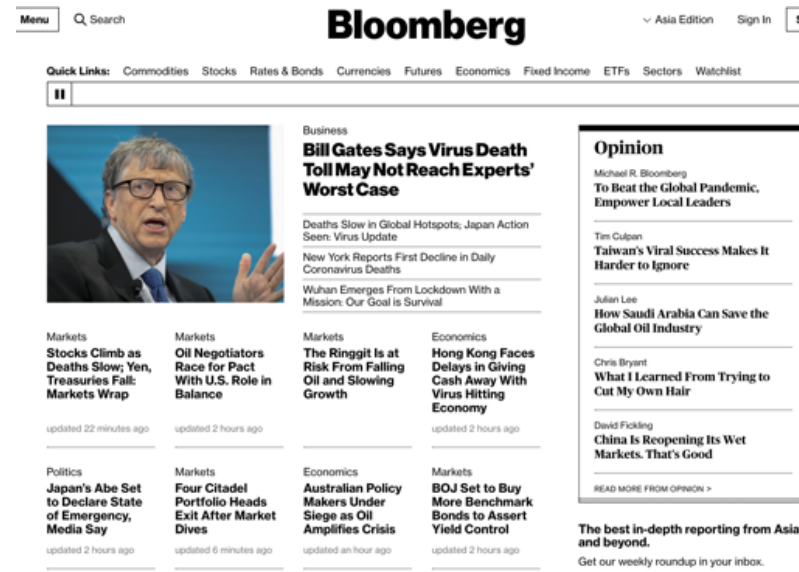 Menu
Search
Bloomberg
Asia Edition
Sign In
Quick Links: Commodities Stocks Rates & Bonds Currencies Futures Economics Fixed Income ETFs Sectors Watchlist
Business
Bill Gates Says Virus Death
Toll May Not Reach Experts'
Worst Case
Deaths Slow in Global Hotspots; Japan Action
Seen: Virus Update
New York Reports First Decline in Daily
Coronavirus Deaths
Wuhan Emerges From Lockdown With a
Mission: Our Goal is Survival
Markets
Stocks Climb as
Deaths Slow; Yen,
Treasuries Fall:
Markets Wrap
updated 22 minutes ago
Markets
Oil Negotiators
Race for Pact
With U.S. Role in
Balance
updated 2 hours ago
Markets
The Ringgit Is at
Risk From Falling
Oil and Slowing
Growth
Economics
Hong Kong Faces
Delays in Giving
Cash Away With
Virus Hitting
Economy
updated 2 hours ago
Politics
Japan's Abe Set
to Declare State
of Emergency,
Media Say
updated 2 hours ago
Markets
Four Citadel
Portfolio Heads
Exit After Market
Dives
updated 6 minutes ago
Economics
Australian Policy
Makers Under
Siege as Oil
Amplifies Crisis
updated an hour ago
Markets
BOJ Set to Buy
More Benchmark
Bonds to Assert
Yield Control
updated 2 hours ago
Opinion
Michael R. Bloomberg
To Beat the Global Pandemic,
Empower Local Leaders
Tim Culpan
Taiwan's Viral Success Makes It
Harder to Ignore
Julian Lee
How Saudi Arabia Can Save the
Global Oil Industry
Chris Bryant
What I Learned From Trying to
Cut My Own Hair
David Fickling
China Is Reopening Its Wet
Markets. That's Good
READ MORE FROM OPINION >
The best in-depth reporting from Asia
and beyond.
Get our weekly roundup in your inbox.